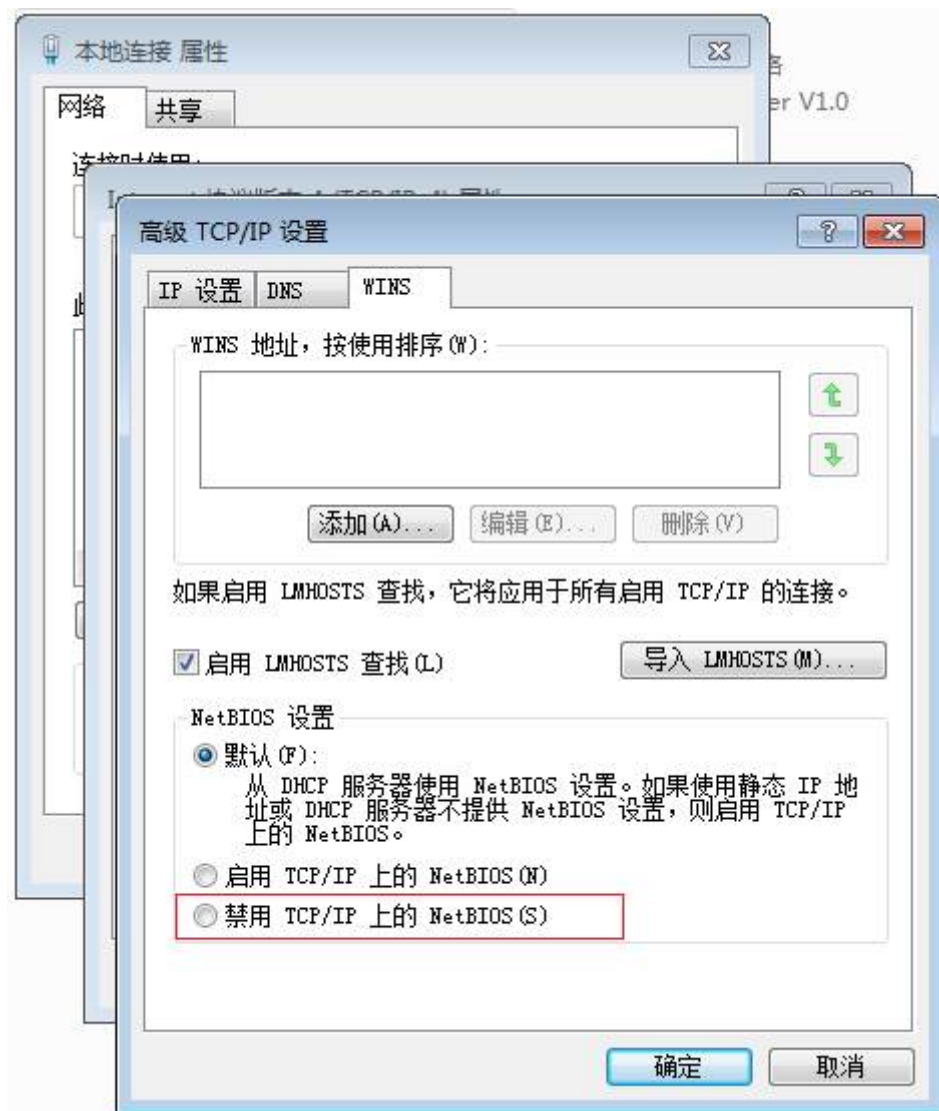 本地连接 属性
网络
共享
er V1.0
连接时使用:
高级 TCP/IP 设置
IP 设置
DNS
WINS
WINS 地址，按使用排序(W):
添加(A)...
编辑(E)...
删除(V)
如果启用 LMHOSTS 查找，它将应用于所有启用 TCP/IP 的连接。
启用 LMHOSTS 查找(L)
导入 LMHOSTS(M)...
NetBIOS 设置
默认(F):
从 DHCP 服务器使用 NetBIOS 设置。如果使用静态 IP 地
址或 DHCP 服务器不提供 NetBIOS 设置，则启用 TCP/IP
上的 NetBIOS。
启用 TCP/IP 上的 NetBIOS(N)
禁用 TCP/IP 上的 NetBIOS(S)
确定
取消